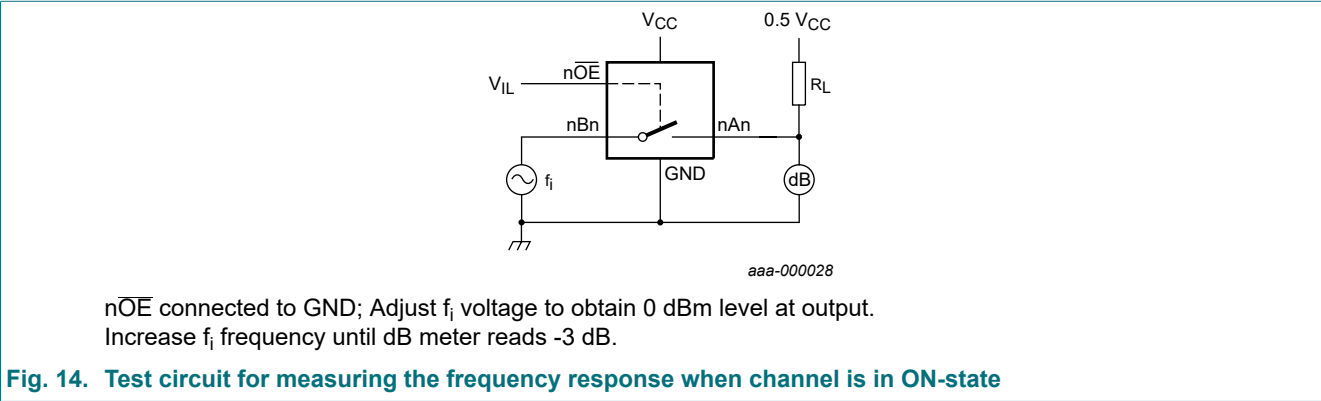 VCC
0.5 VCC
VIL
nOE
RL
nBn
nAn
fi
GND
dB
aaa-000028
nOE connected to GND; Adjust fi voltage to obtain 0 dBm level at output.
Increase fi frequency until dB meter reads -3 dB.
Fig. 14. Test circuit for measuring the frequency response when channel is in ON-state